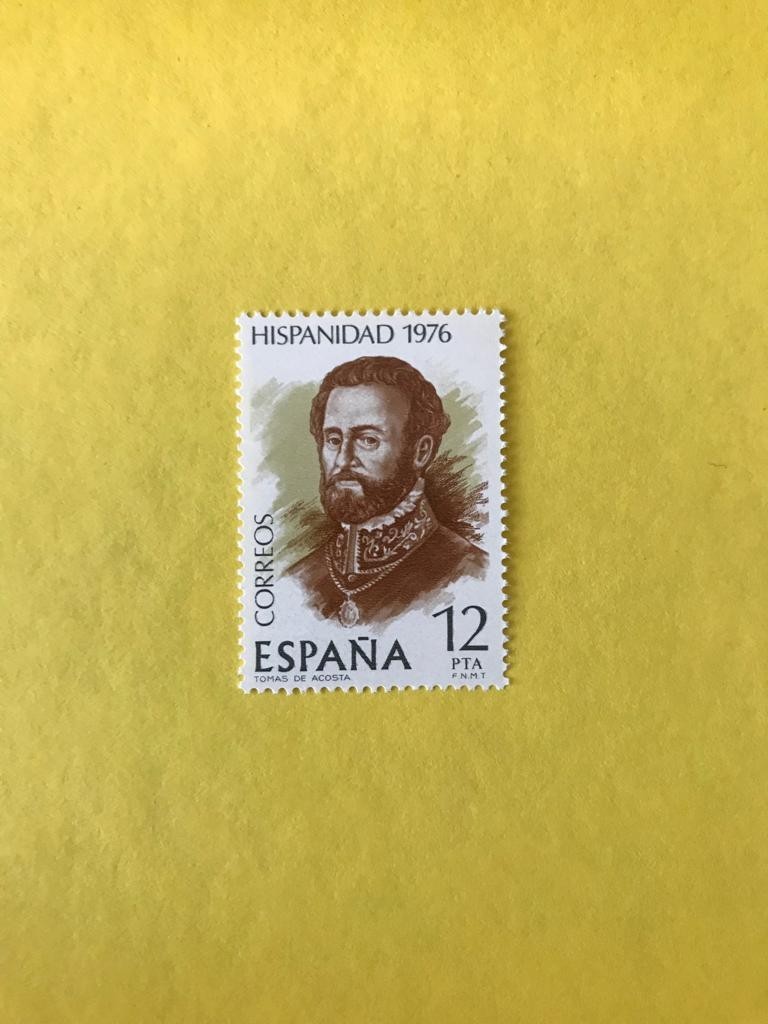 HISPANIDAD 1976
CORREOS
12
ESPAÑA PTA
TOMAS DE ACOSTA F.N.M.T